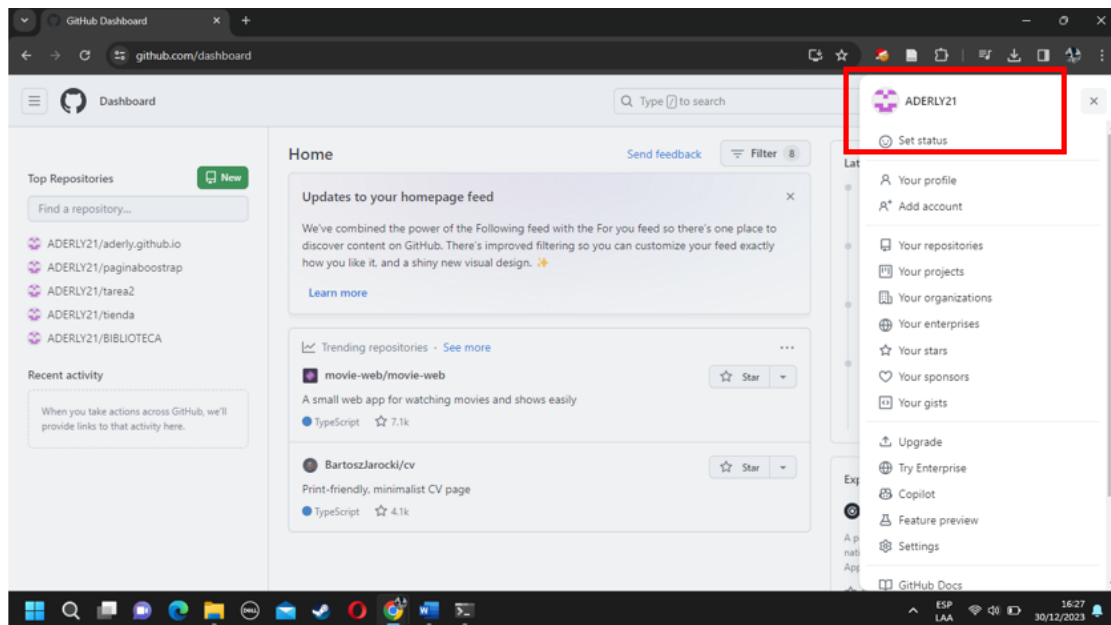 GitHub Dashboard
github.com/dashboard
Dashboard
Type / to search
ADERLY21
Set status
Your profile
Add account
Your repositories
Your projects
Your organizations
Your enterprises
Your stars
Your sponsors
Your gists
Upgrade
Try Enterprise
Copilot
Feature preview
Settings
GitHub Docs
Top Repositories
New
Find a repository...
ADERLY21/aderly.github.io
ADERLY21/paginaboostrap
ADERLY21/tarea2
ADERLY21/tienda
ADERLY21/BIBLIOTECA
Recent activity
When you take actions across GitHub, we'll
provide links to that activity here.
Home
Send feedback
Filter 8
Updates to your homepage feed
We've combined the power of the Following feed with the For you feed so there's one place to
discover content on GitHub. There's improved filtering so you can customize your feed exactly
how you like it, and a shiny new visual design. ✨
Learn more
Trending repositories · See more
movie-web/movie-web
Star
A small web app for watching movies and shows easily
TypeScript 7.1k
BartoszJarocki/cv
Star
Print-friendly, minimalist CV page
TypeScript 4.1k
Lat
Exp
A p
nati
App
DELL
ESP
LAA
16:27
30/12/2023